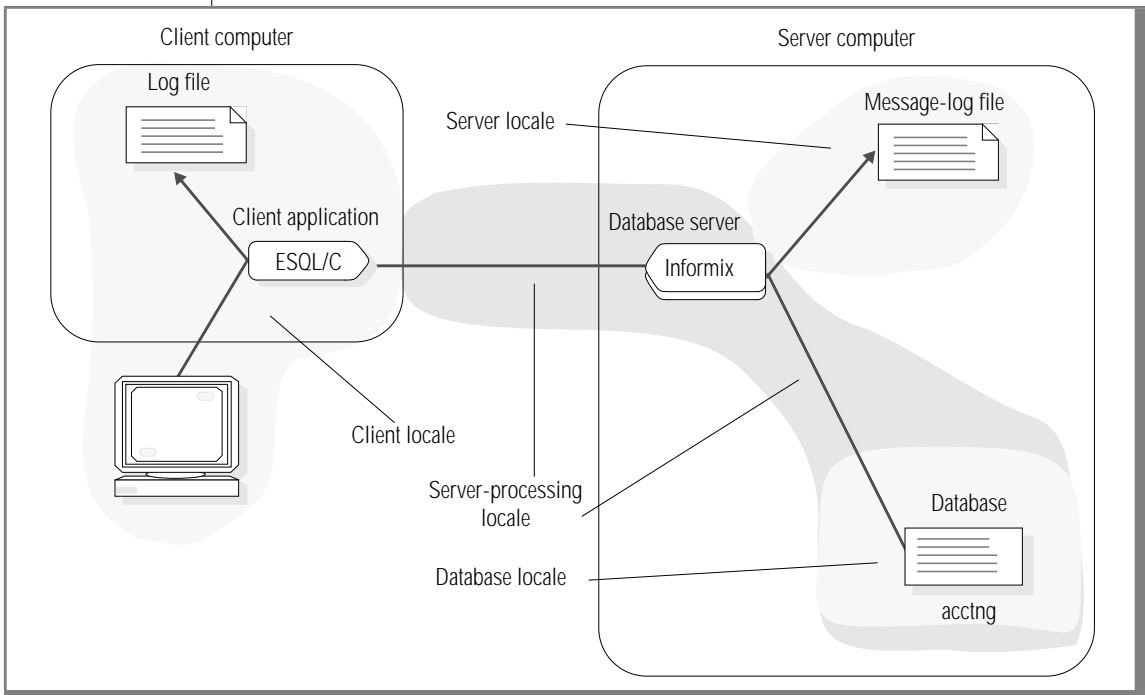 Client computer
Server computer
Log file
Message-log file
Server locale
Client application
Database server
ESQL/C
Informix
Client locale
Server-processing
locale
Database
Database locale
acctng